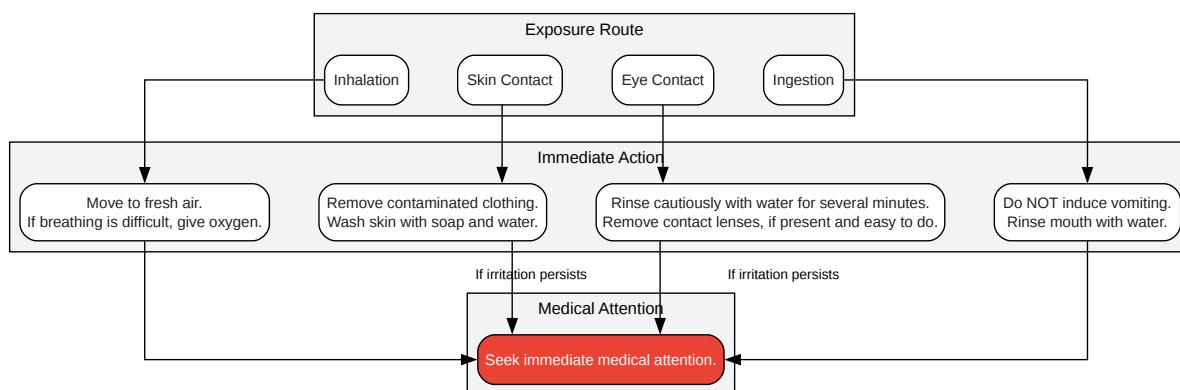 Exposure Route
Inhalation
Skin Contact
Eye Contact
Ingestion
Immediate Action
Move to fresh air.
If breathing is difficult, give oxygen.
Remove contaminated clothing.
Wash skin with soap and water.
Rinse cautiously with water for several minutes.
Remove contact lenses, if present and easy to do.
Do NOT induce vomiting.
Rinse mouth with water.
If irritation persists
If irritation persists
Medical Attention
Seek immediate medical attention.